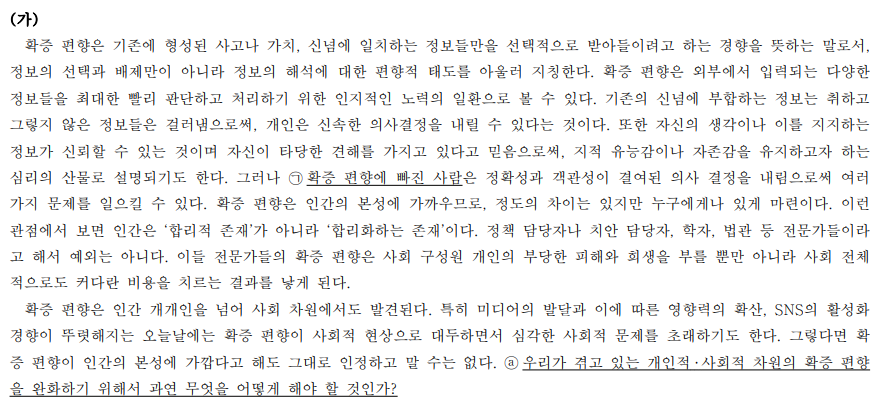 (가)
확증 편향은 기존에 형성된 사고나 가치, 신념에 일치하는 정보들만을 선택적으로 받아들이려고 하는 경향을 뜻하는 말로서,
정보의 선택과 배제만이 아니라 정보의 해석에 대한 편향적 태도를 아울러 지칭한다. 확증 편향은 외부에서 입력되는 다양한
정보들을 최대한 빨리 판단하고 처리하기 위한 인지적인 노력의 일환으로 볼 수 있다. 기존의 신념에 부합하는 정보는 취하고
그렇지 않은 정보들은 걸러냄으로써, 개인은 신속한 의사결정을 내릴 수 있다는 것이다. 또한 자신의 생각이나 이를 지지하는
정보가 신뢰할 수 있는 것이며 자신이 타당한 견해를 가지고 있다고 믿음으로써, 지적 유능감이나 자존감을 유지하고자 하는
심리의 산물로 설명되기도 한다. 그러나 ㉠확증 편향에 빠진 사람은 정확성과 객관성이 결여된 의사 결정을 내림으로써 여러
가지 문제를 일으킬 수 있다. 확증 편향은 인간의 본성에 가까우므로, 정도의 차이는 있지만 누구에게나 있게 마련이다. 이런
관점에서 보면 인간은 ‘합리적 존재’가 아니라 ‘합리화하는 존재’이다. 정책 담당자나 치안 담당자, 학자, 법관 등 전문가들이라
고 해서 예외는 아니다. 이들 전문가들의 확증 편향은 사회 구성원 개인의 부당한 피해와 희생을 부를 뿐만 아니라 사회 전체
적으로도 커다란 비용을 치르는 결과를 낳게 된다.
확증 편향은 인간 개개인을 넘어 사회 차원에서도 발견된다. 특히 미디어의 발달과 이에 따른 영향력의 확산, SNS의 활성화
경향이 뚜렷해지는 오늘날에는 확증 편향이 사회적 현상으로 대두하면서 심각한 사회적 문제를 초래하기도 한다. 그렇다면 확
증 편향이 인간의 본성에 가깝다고 해도 그대로 인정하고 말 수는 없다. ⓐ우리가 겪고 있는 개인적·사회적 차원의 확증 편향
을 완화하기 위해서 과연 무엇을 어떻게 해야 할 것인가?